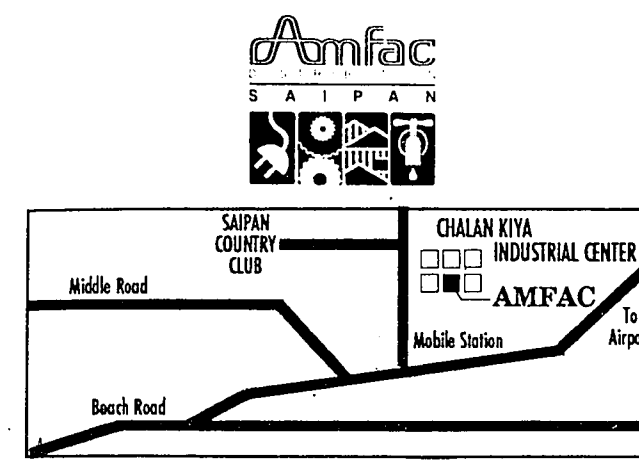 Amfac
SAIPAN
SAIPAN
COUNTRY
CLUB
CHALAN KIYA
INDUSTRIAL CENTER
AMFAC
Middle Road
To
Airpo
Mobile Station
Beach Road